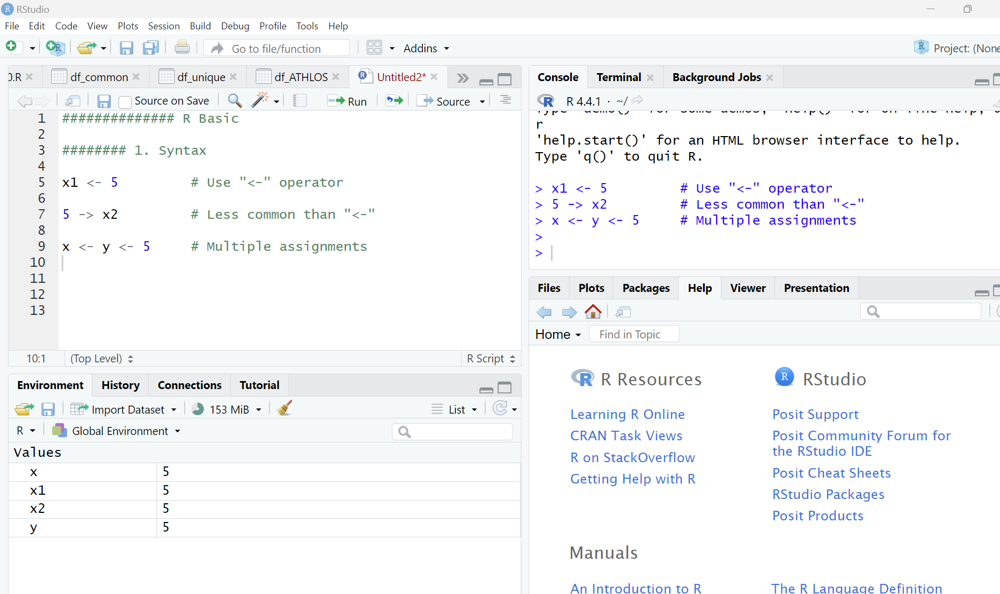 RStudio
File Edit Code View Plots Session Build Debug Profile Tools Help
Go to file/function Addins Project: (None
O.R df_common df_unique df_ATHLOS Untitled2*
Source on Save Run Source
1 ############## R Basic
2
3 ######## 1. Syntax
4
5 x1 <- 5 # Use "<-" operator
6
7 5 -> x2 # Less common than "<-"
8
9 x <- y <- 5 # Multiple assignments
10
11
12
13
10:1 (Top Level) R Script
Environment History Connections Tutorial
Import Dataset 153 MiB List
R Global Environment
Values
x 5
x1 5
x2 5
y 5
Console Terminal Background Jobs
R 4.4.1 · ~/
r
'help.start()' for an HTML browser interface to help.
Type 'q()' to quit R.
> x1 <- 5 # Use "<-" operator
> 5 -> x2 # Less common than "<-"
> x <- y <- 5 # Multiple assignments
>
>
Files Plots Packages Help Viewer Presentation
Home Find in Topic
R Resources
Learning R Online
CRAN Task Views
R on StackOverflow
Getting Help with R
R RStudio
Posit Support
Posit Community Forum for
the RStudio IDE
Posit Cheat Sheets
RStudio Packages
Posit Products
Manuals
An Introduction to R
The R Language Definition